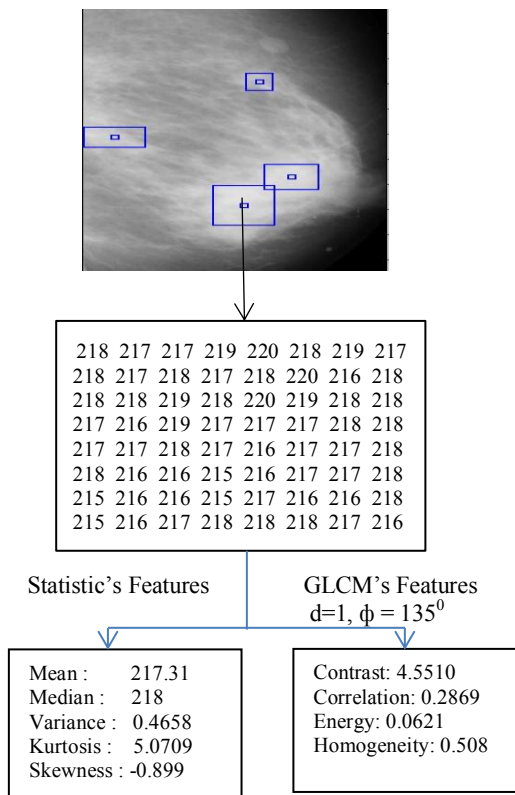 218 217 217 219 220 218 219 217
218 217 218 217 218 220 216 218
218 218 219 218 220 219 218 218
217 216 219 217 217 217 218 218
217 217 218 217 216 217 217 218
218 216 216 215 216 217 217 218
215 216 216 215 217 216 216 218
215 216 217 218 218 218 217 216
Statistic's Features
GLCM's Features
d=1, ϕ = 135⁰
Mean : 217.31
Median : 218
Variance : 0.4658
Kurtosis : 5.0709
Skewness : -0.899
Contrast: 4.5510
Correlation: 0.2869
Energy: 0.0621
Homogeneity: 0.508